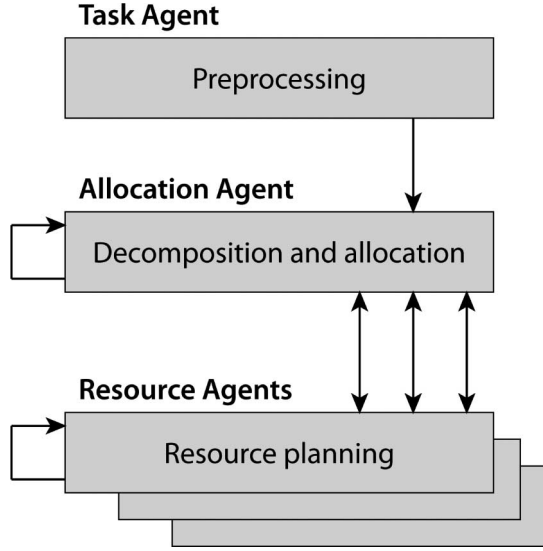 Task Agent
Preprocessing
Allocation Agent
Decomposition and allocation
Resource Agents
Resource planning